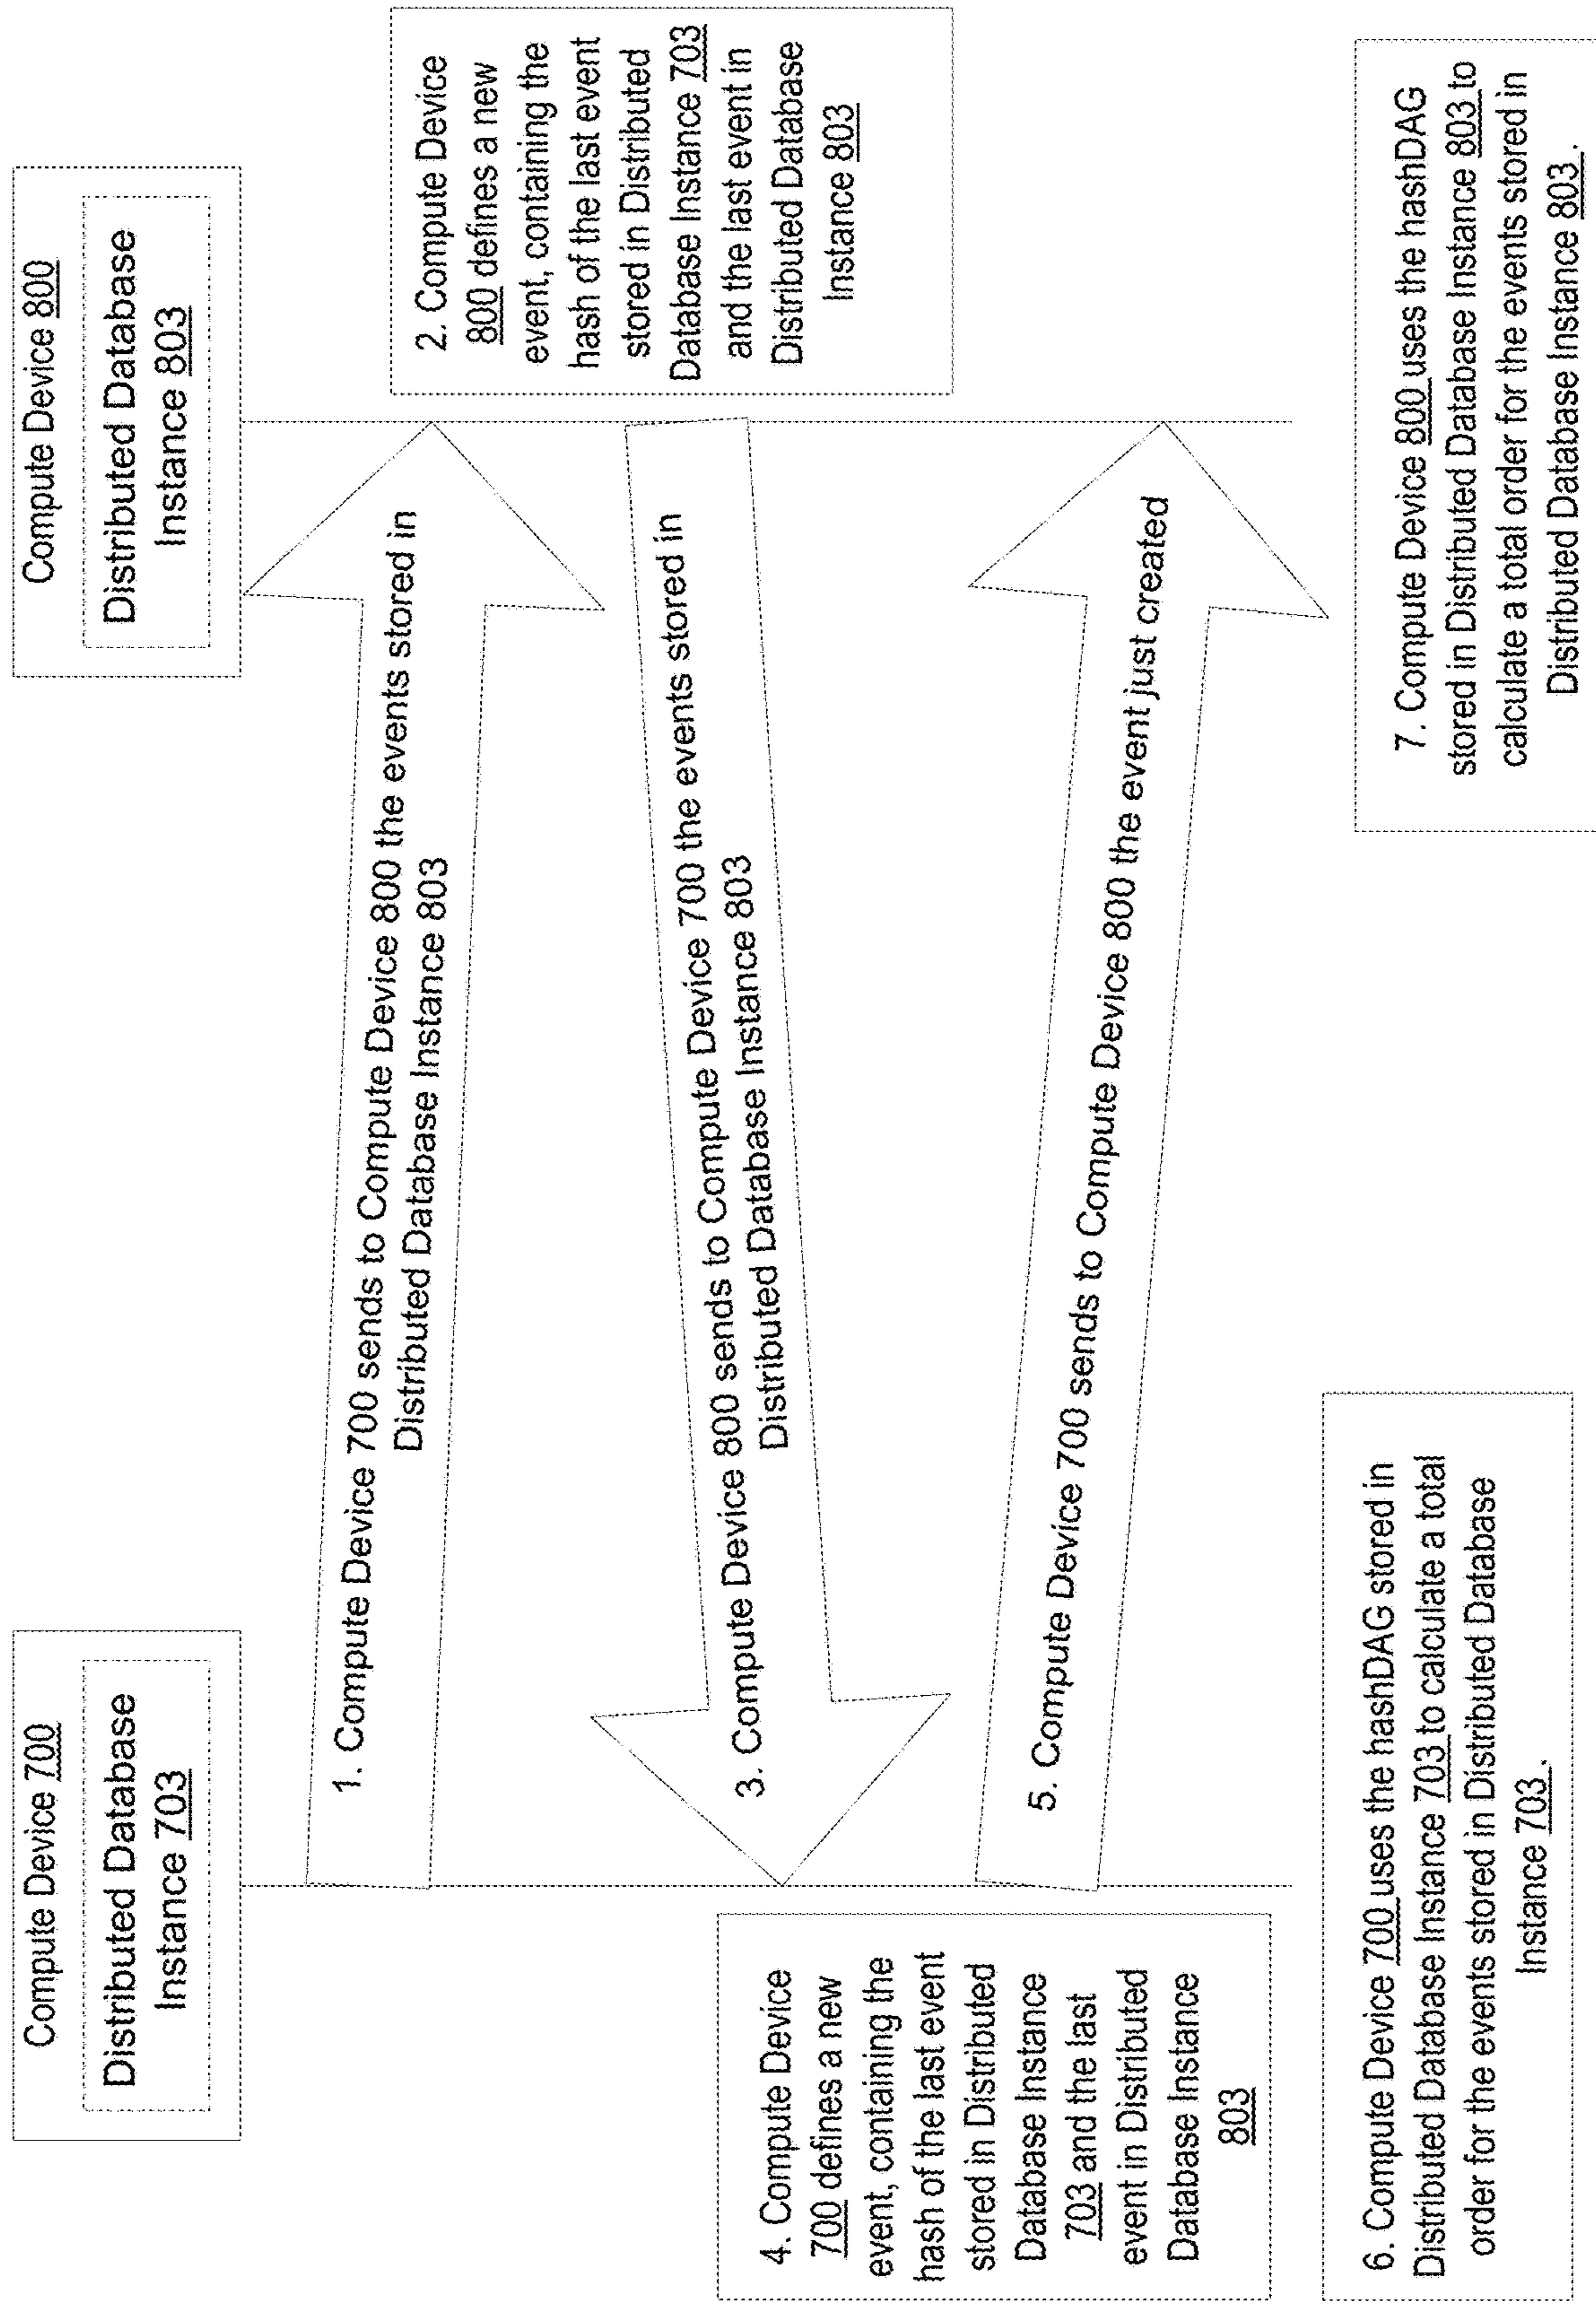 Compute Device 700
Distributed Database
Instance 703
Compute Device 800
Distributed Database
Instance 803
1. Compute Device 700 sends to Compute Device 800 the events stored in
Distributed Database Instance 803
2. Compute Device
800 defines a new
event, containing the
hash of the last event
stored in Distributed
Database Instance 703
and the last event in
Distributed Database
Instance 803
3. Compute Device 800 sends to Compute Device 700 the events stored in
Distributed Database Instance 803
4. Compute Device
700 defines a new
event, containing the
hash of the last event
stored in Distributed
Database Instance
703 and the last
event in Distributed
Database Instance
803
5. Compute Device 700 sends to Compute Device 800 the event just created
6. Compute Device 700 uses the hashDAG stored in
Distributed Database Instance 703 to calculate a total
order for the events stored in Distributed Database
Instance 703.
7. Compute Device 800 uses the hashDAG
stored in Distributed Database Instance 803 to
calculate a total order for the events stored in
Distributed Database Instance 803.